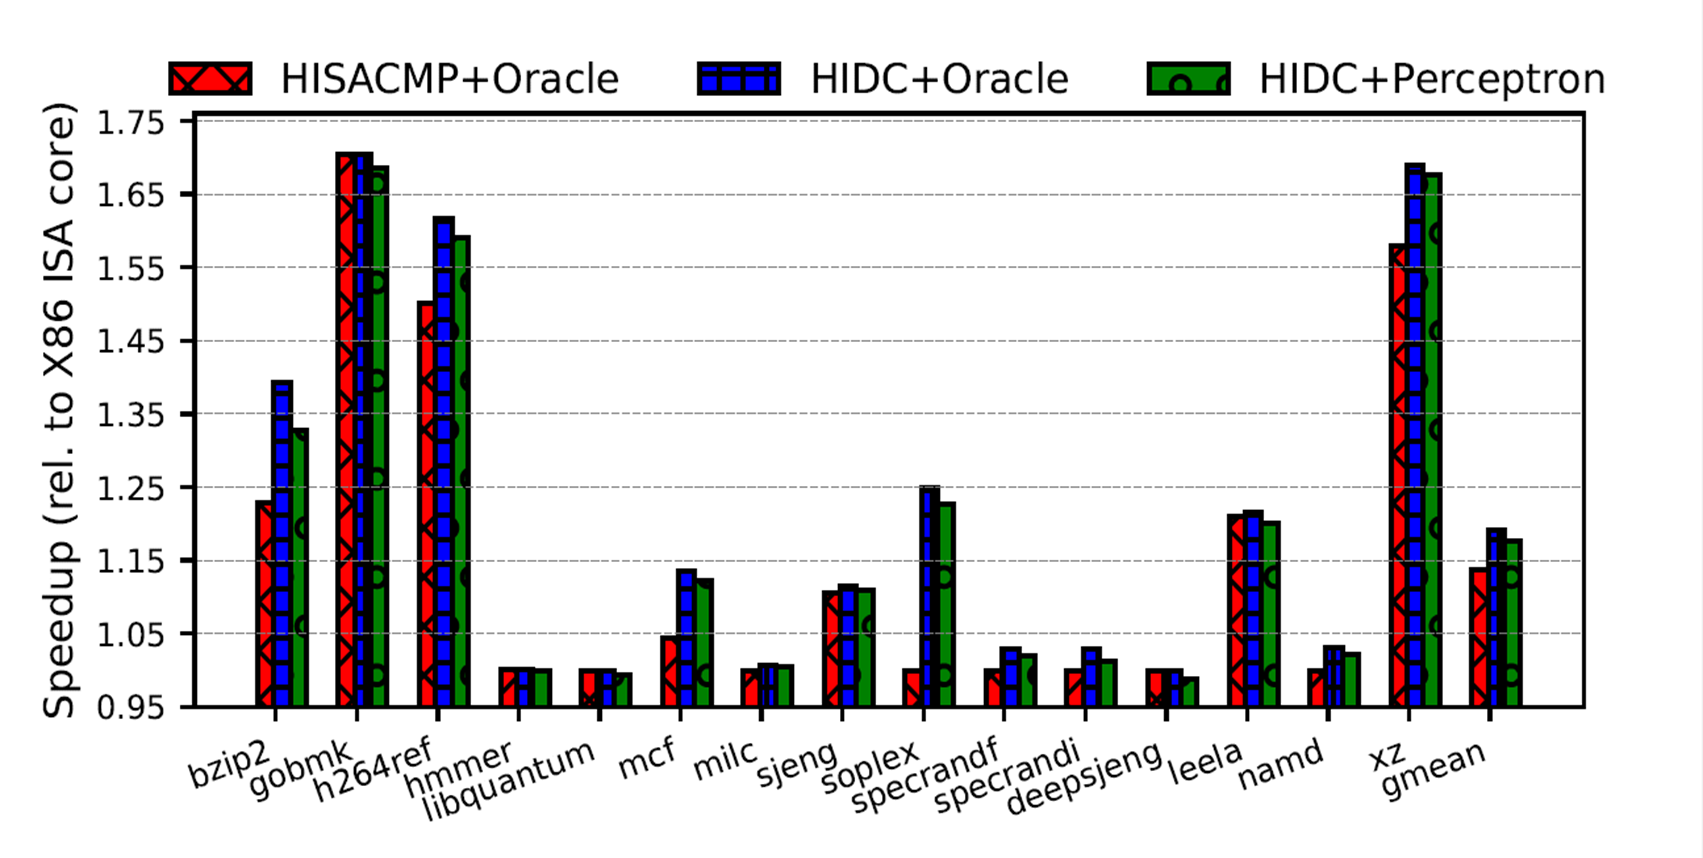 HISACMP+Oracle HIDC+Oracle HIDC+Perceptron
Speedup (rel. to X86 ISA core)
1.75
1.65
1.55
1.45
1.35
1.25
1.15
1.05
0.95
bzip2
gobmk
h264ref
hmmer
libquantum
mcf
milc
sjeng
soplex
specrandf
specrandi
deepsjeng
leela
namd
xz
gmean